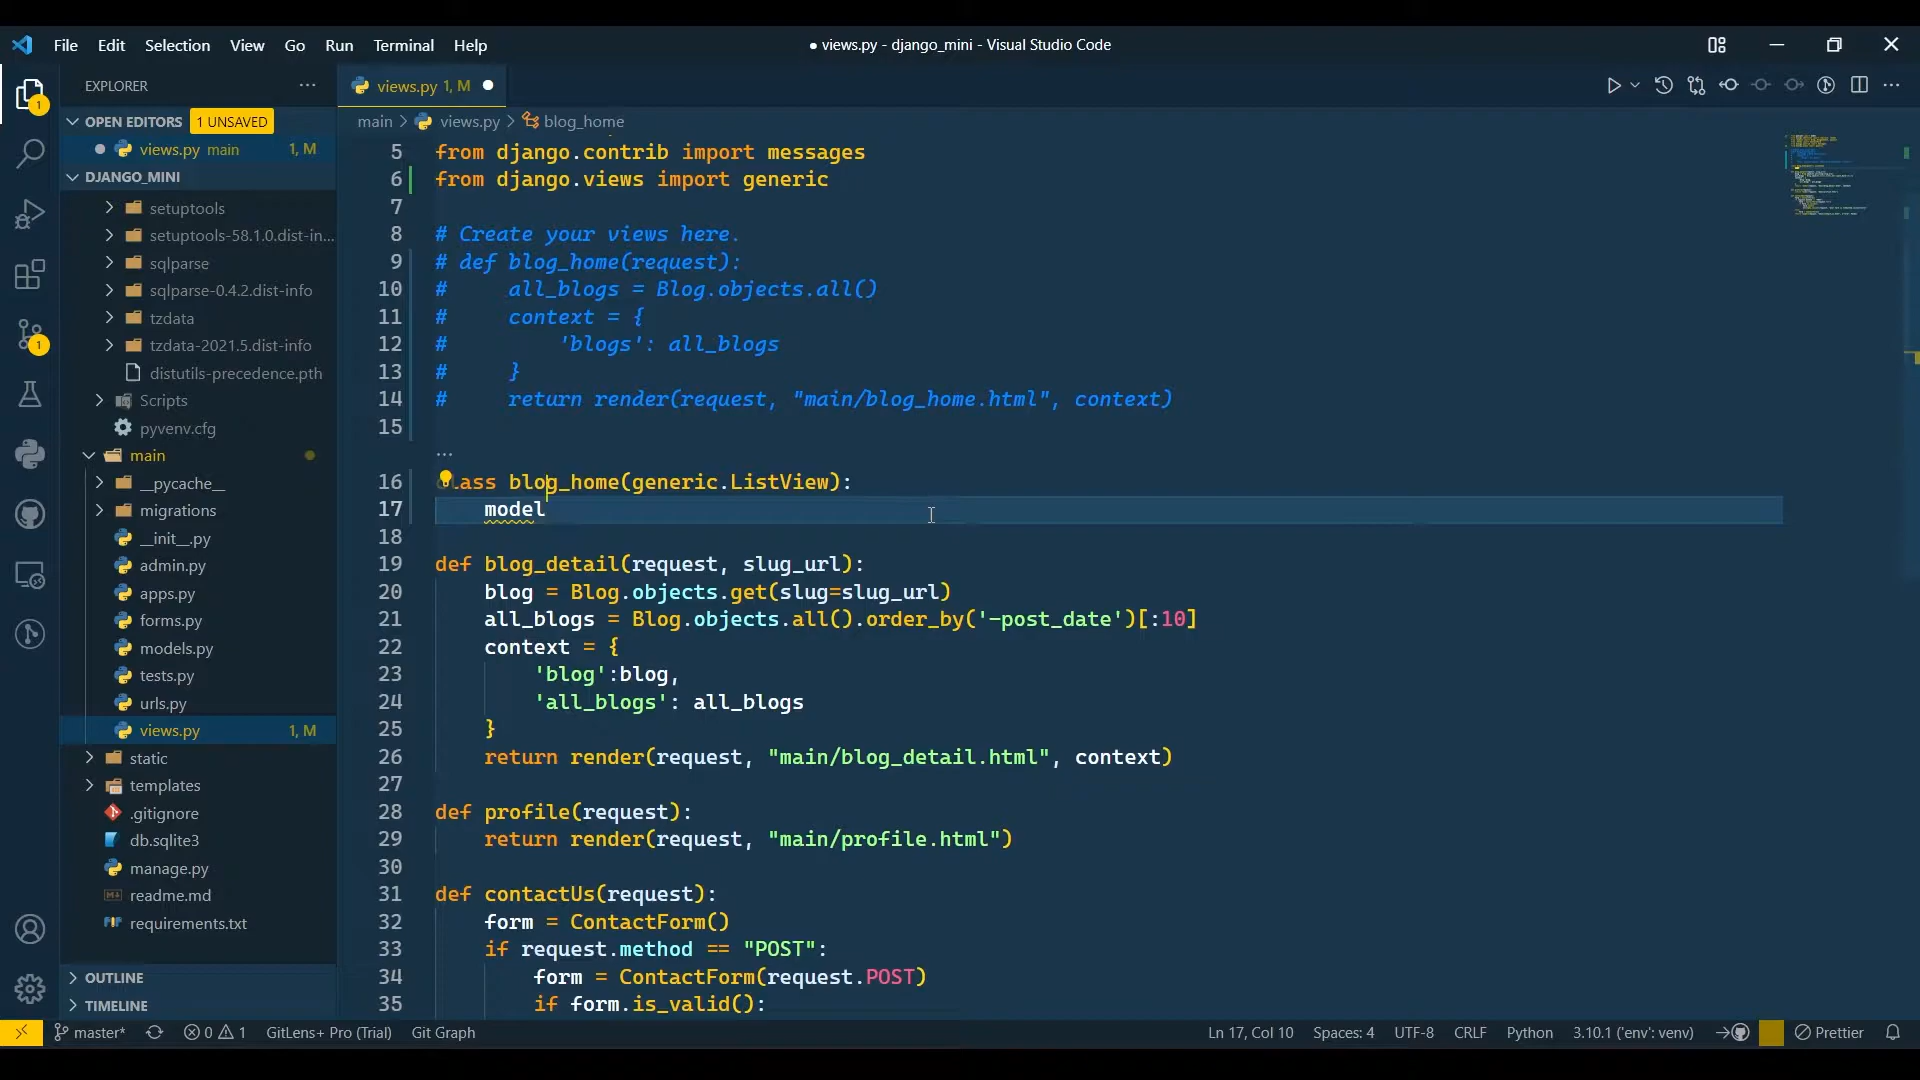 File Edit Selection View Go Run Terminal Help
● views.py - django_mini - Visual Studio Code
EXPLORER
OPEN EDITORS 1 UNSAVED
views.py main 1, M
DJANGO_MINI
setuptools
setuptools-58.1.0.dist-in...
sqlparse
sqlparse-0.4.2.dist-info
tzdata
tzdata-2021.5.dist-info
distutils-precedence.pth
Scripts
pyvenv.cfg
main
__pycache__
migrations
__init__.py
admin.py
apps.py
forms.py
models.py
tests.py
urls.py
views.py 1, M
static
templates
.gitignore
db.sqlite3
manage.py
readme.md
requirements.txt
OUTLINE
TIMELINE
views.py 1, M
main > views.py > blog_home
5 from django.contrib import messages
6 from django.views import generic
7
8 # Create your views here.
9 # def blog_home(request):
10 #     all_blogs = Blog.objects.all()
11 #     context = {
12 #         'blogs': all_blogs
13 #     }
14 #     return render(request, "main/blog_home.html", context)
15
...
16 class blog_home(generic.ListView):
17     model
18
19 def blog_detail(request, slug_url):
20     blog = Blog.objects.get(slug=slug_url)
21     all_blogs = Blog.objects.all().order_by('-post_date')[:10]
22     context = {
23         'blog':blog,
24         'all_blogs': all_blogs
25     }
26     return render(request, "main/blog_detail.html", context)
27
28 def profile(request):
29     return render(request, "main/profile.html")
30
31 def contactUs(request):
32     form = ContactForm()
33     if request.method == "POST":
34         form = ContactForm(request.POST)
35         if form.is_valid():
master* 0 1 GitLens+ Pro (Trial) Git Graph Ln 17, Col 10 Spaces: 4 UTF-8 CRLF Python 3.10.1 ('env': venv) Prettier